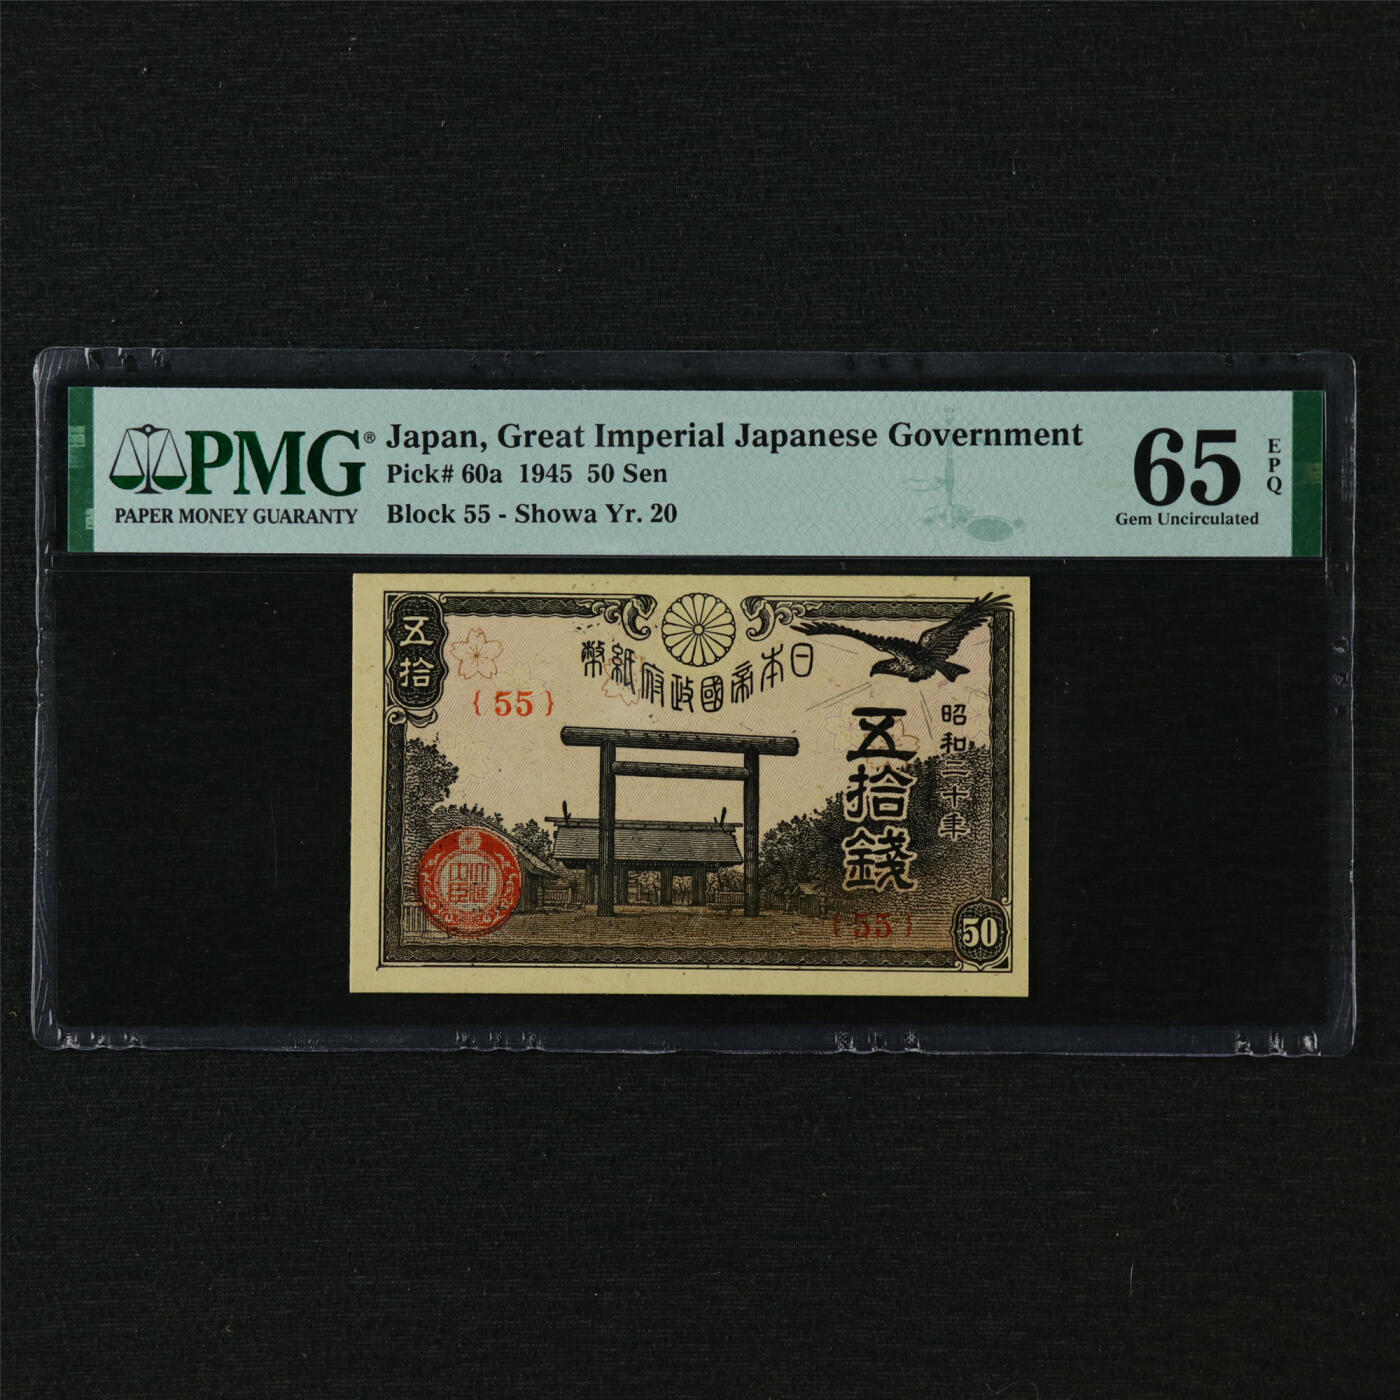 PMG®
PAPER MONEY GUARANTY
Japan, Great Imperial Japanese Government
Pick# 60a 1945 50 Sen
Block 55 - Showa Yr. 20
65
EPQ
Gem Uncirculated
五拾
日本帝國政府紙幣
{55}
昭和二十年
五拾錢
{55}
50